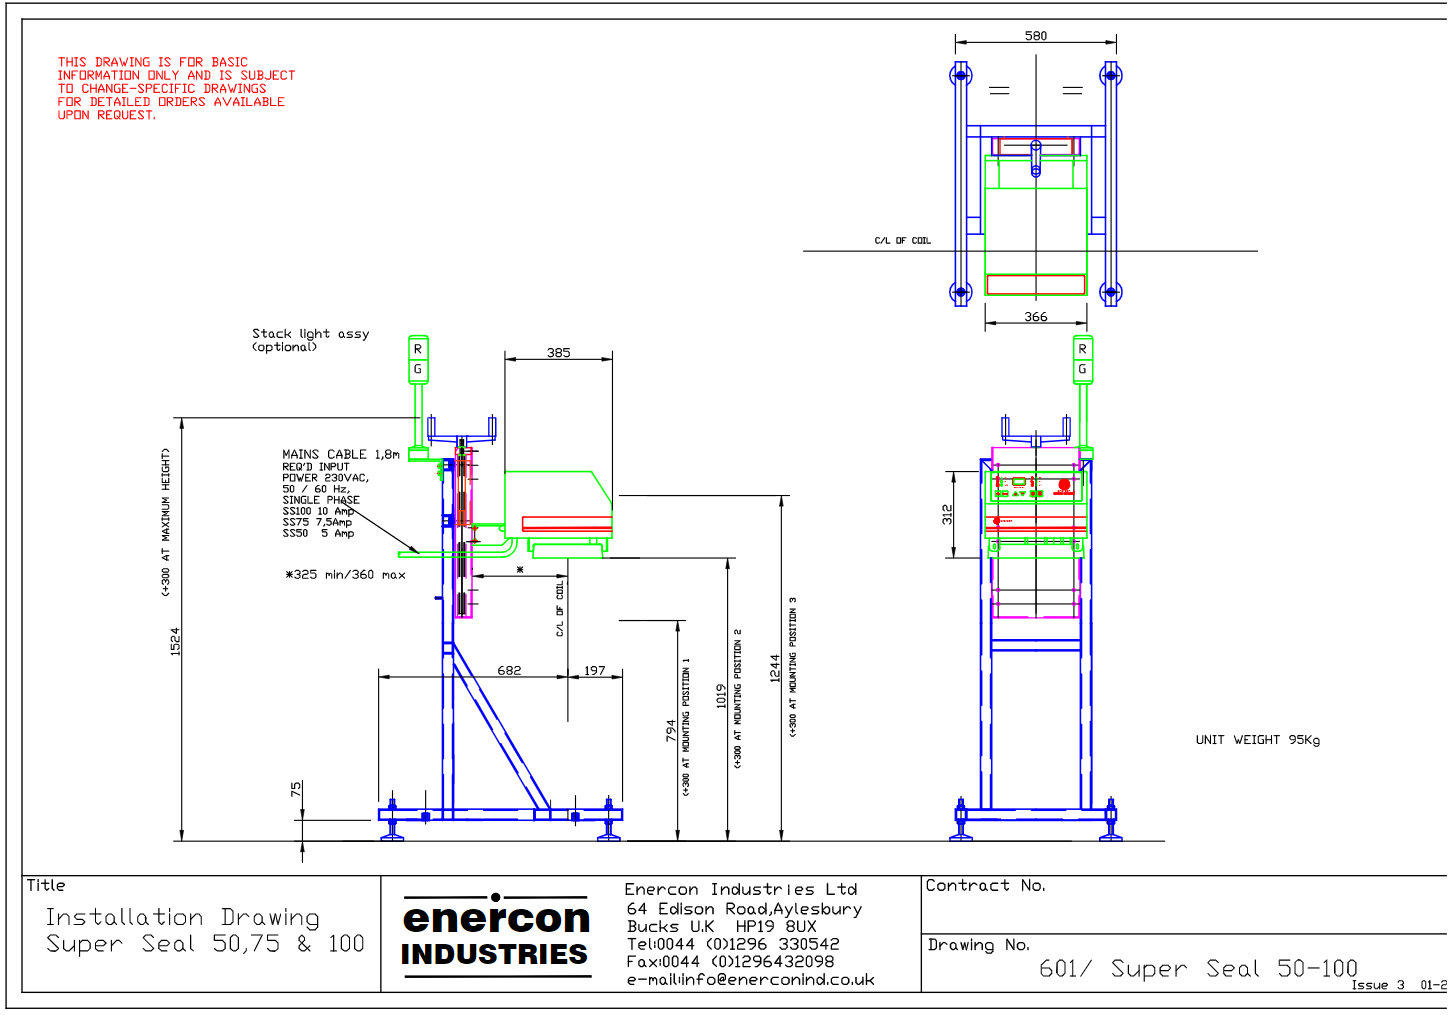 THIS DRAWING IS FOR BASIC
INFORMATION ONLY AND IS SUBJECT
TO CHANGE-SPECIFIC DRAWINGS
FOR DETAILED ORDERS AVAILABLE
UPON REQUEST.
580
C/L OF COIL
366
Stack light assy
(optional)
R
G
385
R
G
MAINS CABLE 1,8m
REQ'D INPUT
POWER 230VAC,
50 / 60 Hz,
SINGLE PHASE
SS100 10 Amp
SS75 7,5Amp
SS50 5 Amp
*325 min/360 max
*
C/L OF COIL
312
(+300 AT MAXIMUM HEIGHT)
1524
682
197
794
(+300 AT MOUNTING POSITION 1
1019
(+300 AT MOUNTING POSITION 2
1244
(+300 AT MOUNTING POSITION 3
75
UNIT WEIGHT 95Kg
Title
Installation Drawing
Super Seal 50,75 & 100
enercon
INDUSTRIES
Enercon Industries Ltd
64 Edison Road,Aylesbury
Bucks U.K HP19 8UX
Tel:0044 (0)1296 330542
Fax:0044 (0)1296432098
e-mail:info@enerconind.co.uk
Contract No.
Drawing No.
601/ Super Seal 50-100
Issue 3 01-2